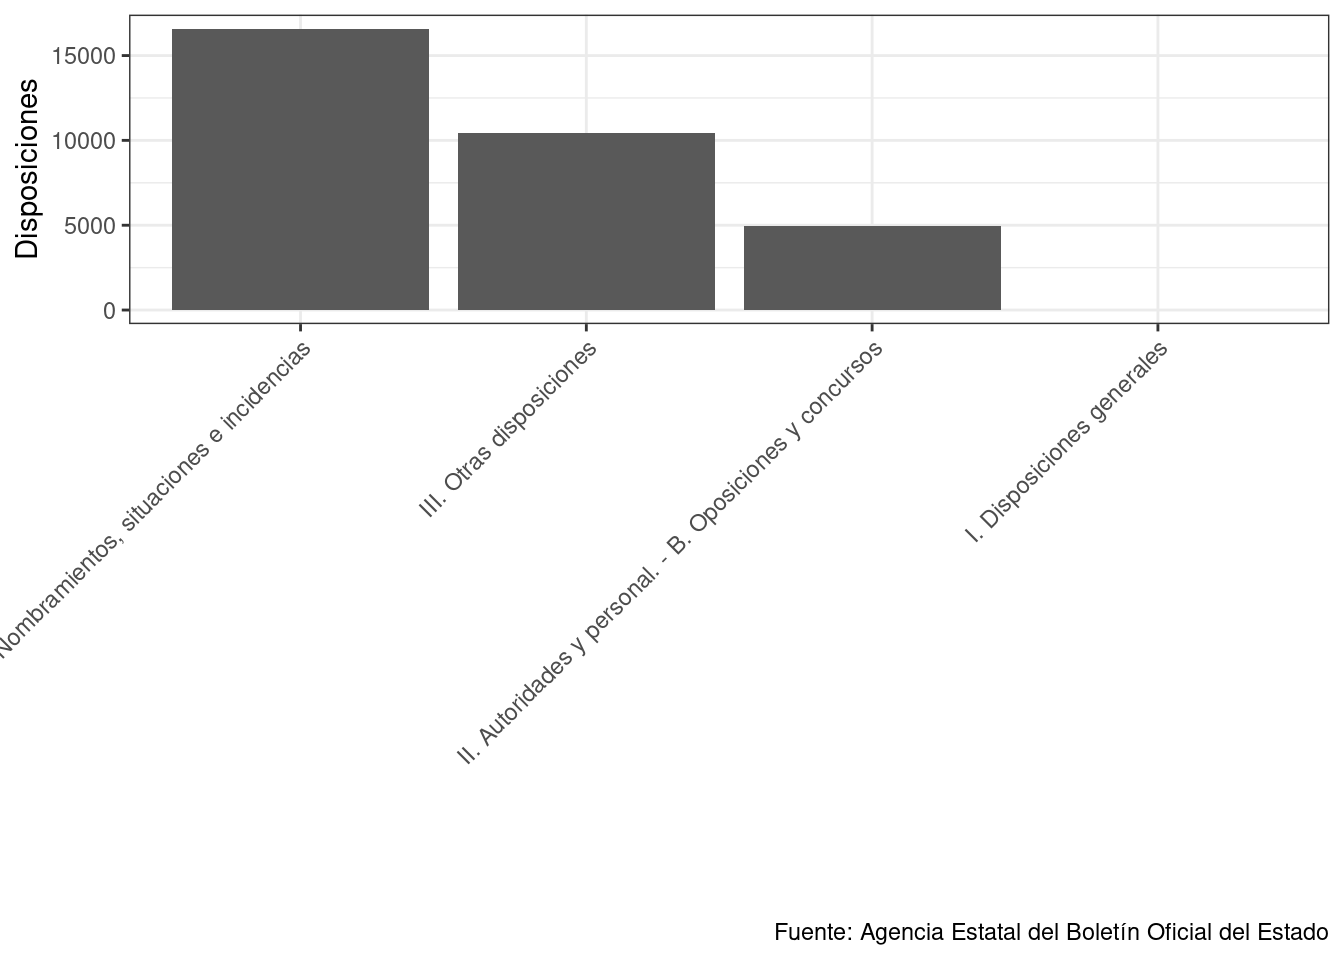 Disposiciones
15000
10000
5000
0
Nombramientos, situaciones e incidencias
III. Otras disposiciones
II. Autoridades y personal. - B. Oposiciones y concursos
I. Disposiciones generales
Fuente: Agencia Estatal del Boletín Oficial del Estado